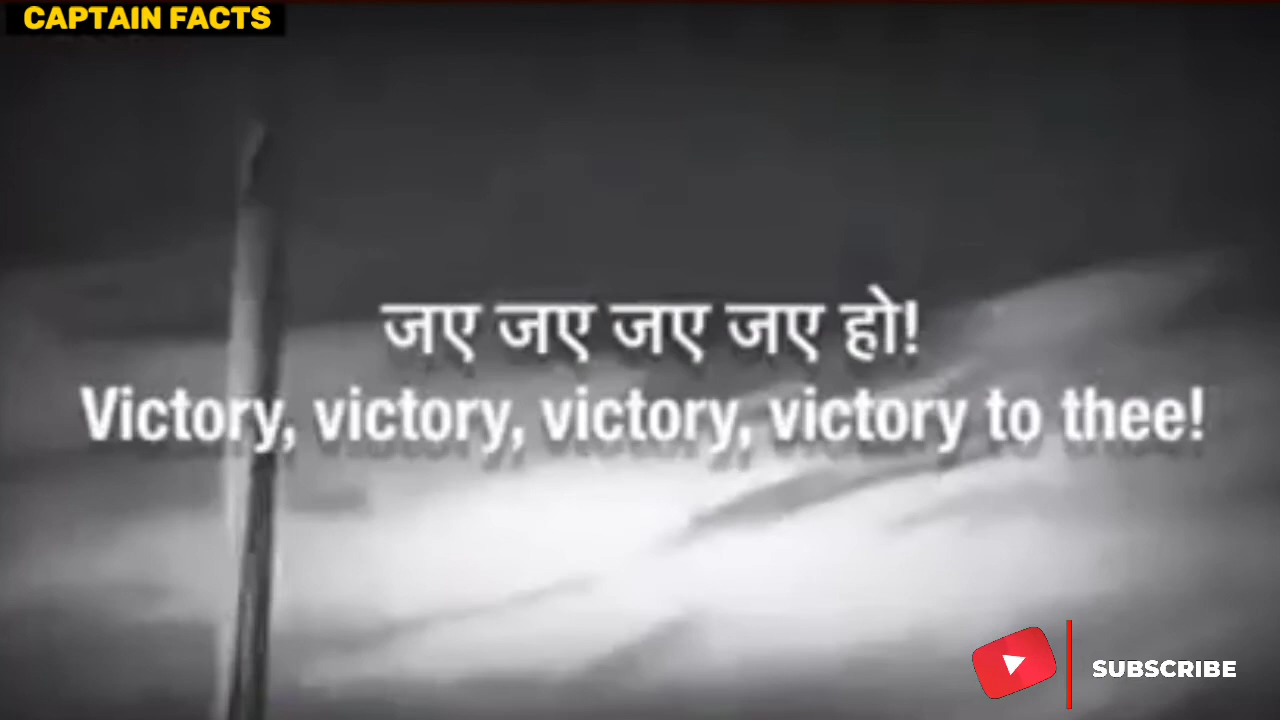 CAPTAIN FACTS
जए जए जए जए हो!
Victory, victory, victory, victory to thee!
SUBSCRIBE